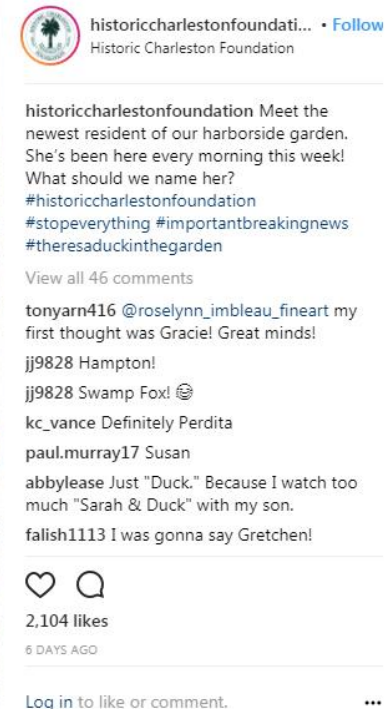 historiccharlestonfoundati... • Follow
Historic Charleston Foundation
historiccharlestonfoundation Meet the
newest resident of our harborside garden.
She's been here every morning this week!
What should we name her?
#historiccharlestonfoundation
#stopeverything #importantbreakingnews
#theresaduckinthegarden
View all 46 comments
tonyarn416 @roselynn_imbleau_fineart my
first thought was Gracie! Great minds!
jj9828 Hampton!
jj9828 Swamp Fox! 😂
kc_vance Definitely Perdita
paul.murray17 Susan
abbylease Just "Duck." Because I watch too
much "Sarah & Duck" with my son.
falish1113 I was gonna say Gretchen!
2,104 likes
6 DAYS AGO
Log in to like or comment.